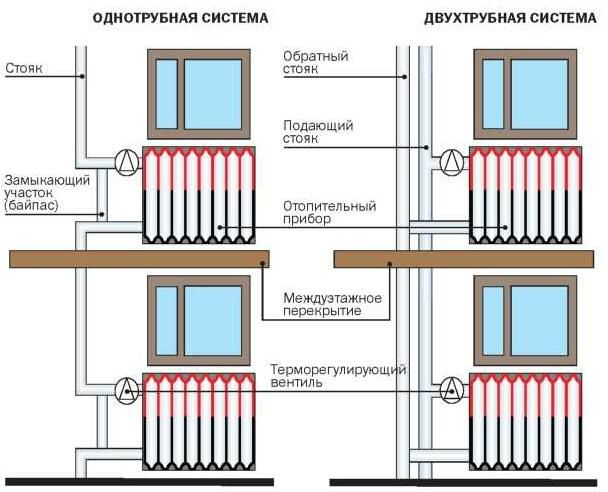 ОДНОТРУБНАЯ СИСТЕМА
ДВУХТРУБНАЯ СИСТЕМА
Стояк
Обратный
стояк
Подающий
стояк
Замыкающий
участок
(байпас)
Отопительный
прибор
Междуэтажное
перекрытие
Терморегулирующий
вентиль